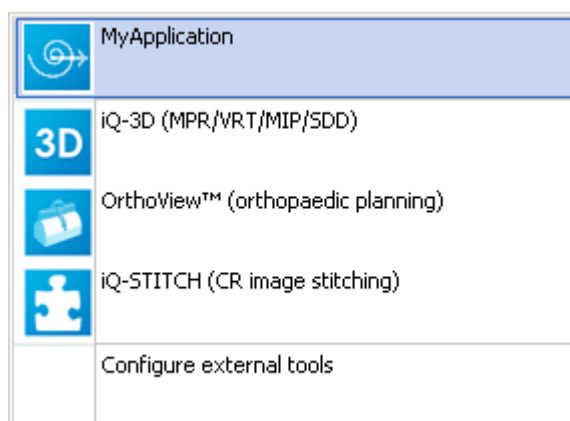 MyApplication
3D
iQ-3D (MPR/VRT/MIP/SDD)
OrthoView™ (orthopaedic planning)
iQ-STITCH (CR image stitching)
Configure external tools